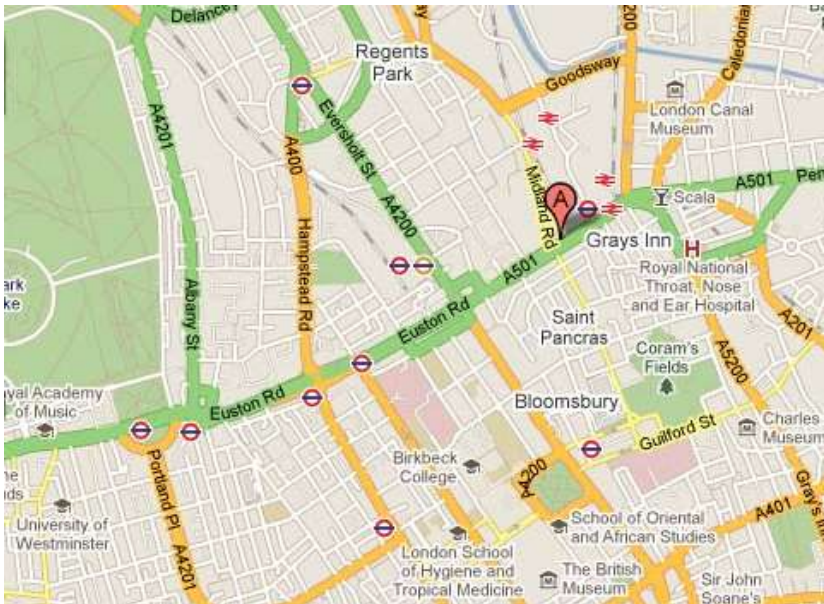 Delancey
Regents
Park
Goodsway
A5200
Caledonian
London Canal
Museum
A4201
A400
Eversholt St
A4200
Midland Rd
A
Scala
A501
Pen
Grays Inn
H
Royal National
Throat, Nose
and Ear Hospital
Hampstead Rd
A501
Albany St
Euston Rd
Saint
Pancras
A201
Coram's
Fields
A5200
Euston Rd
Bloomsbury
Guilford St
Charles
Museum
yal Academy
of Music
Birkbeck
College
A4200
Portland Pl
University of
Westminster
A4201
London School
of Hygiene and
Tropical Medicine
School of Oriental
and African Studies
A401
Gray's Inn
The British
Museum
Sir John
Soane's